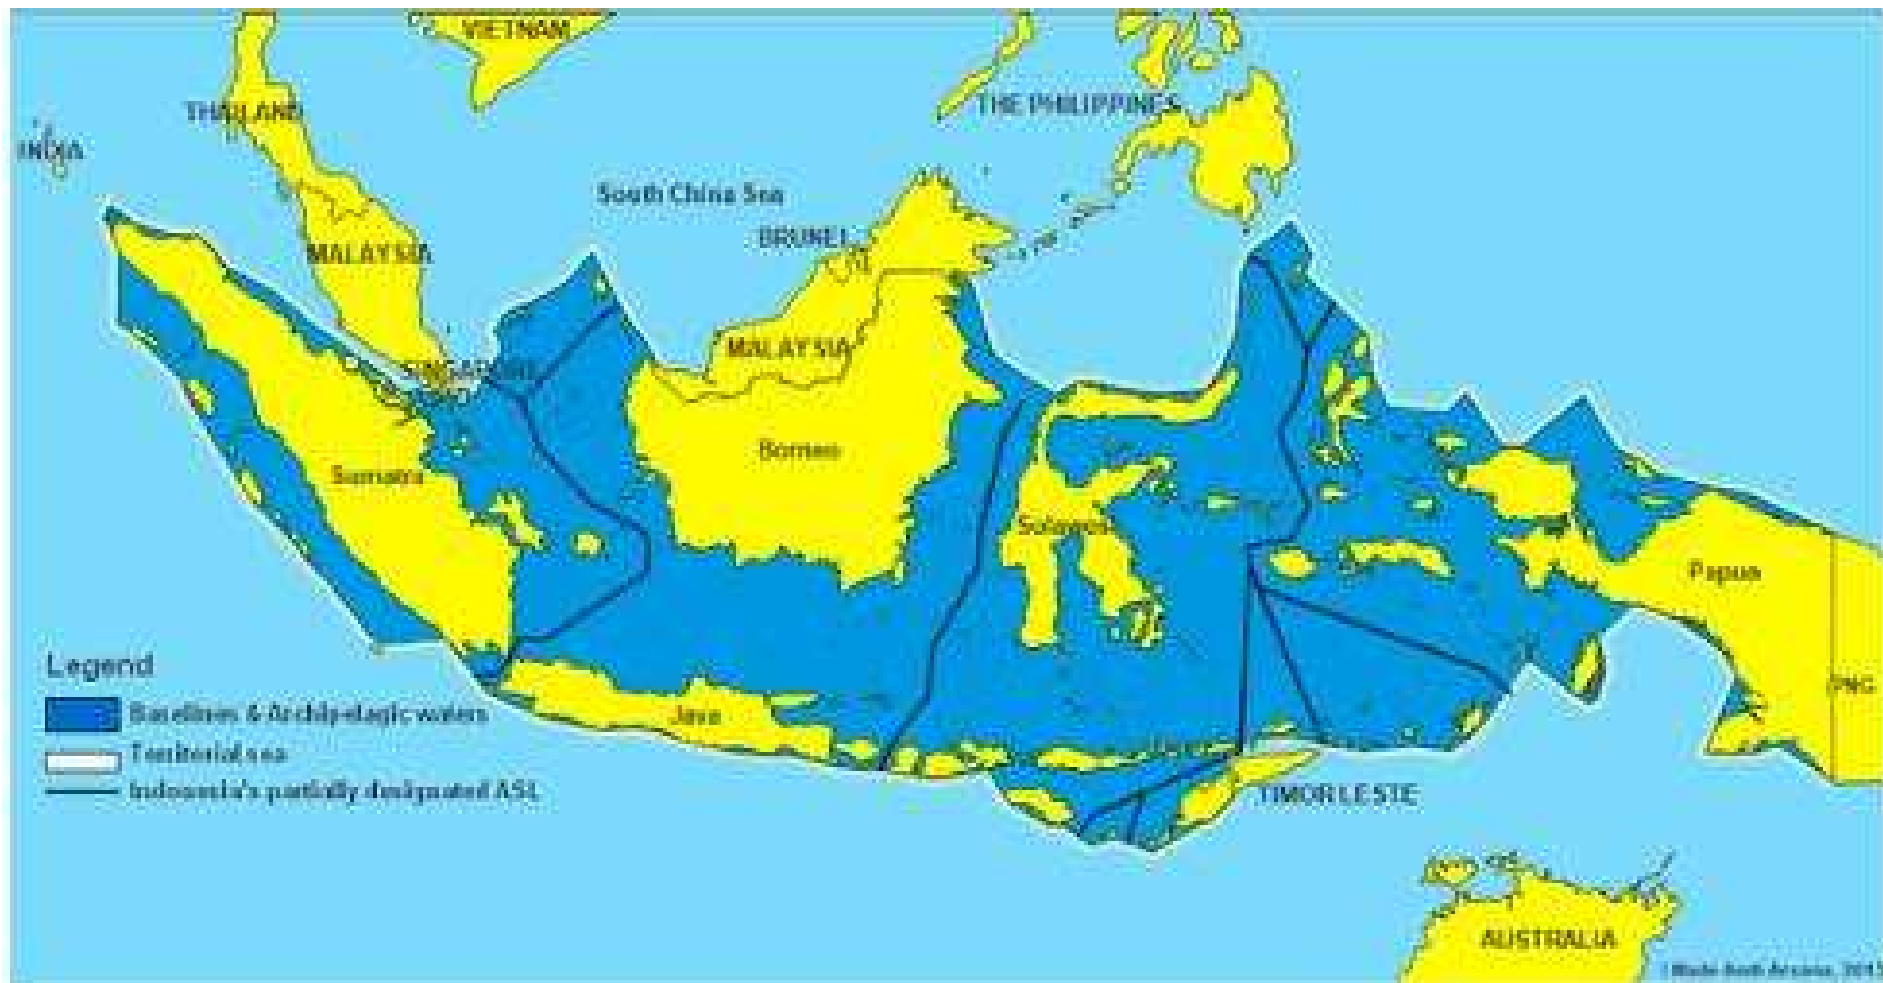 VIETNAM
THAILAND
THE PHILIPPINES
INDIA
South China Sea
BRUNEI
MALAYSIA
MALAYSIA
SINGAPORE
Borneo
Sumatra
Sulawesi
Papua
PNG
Java
Legend
Baselines & Archipelagic waters
Territorial sea
Indonesia's partially designated ASL
TIMOR LESTE
AUSTRALIA